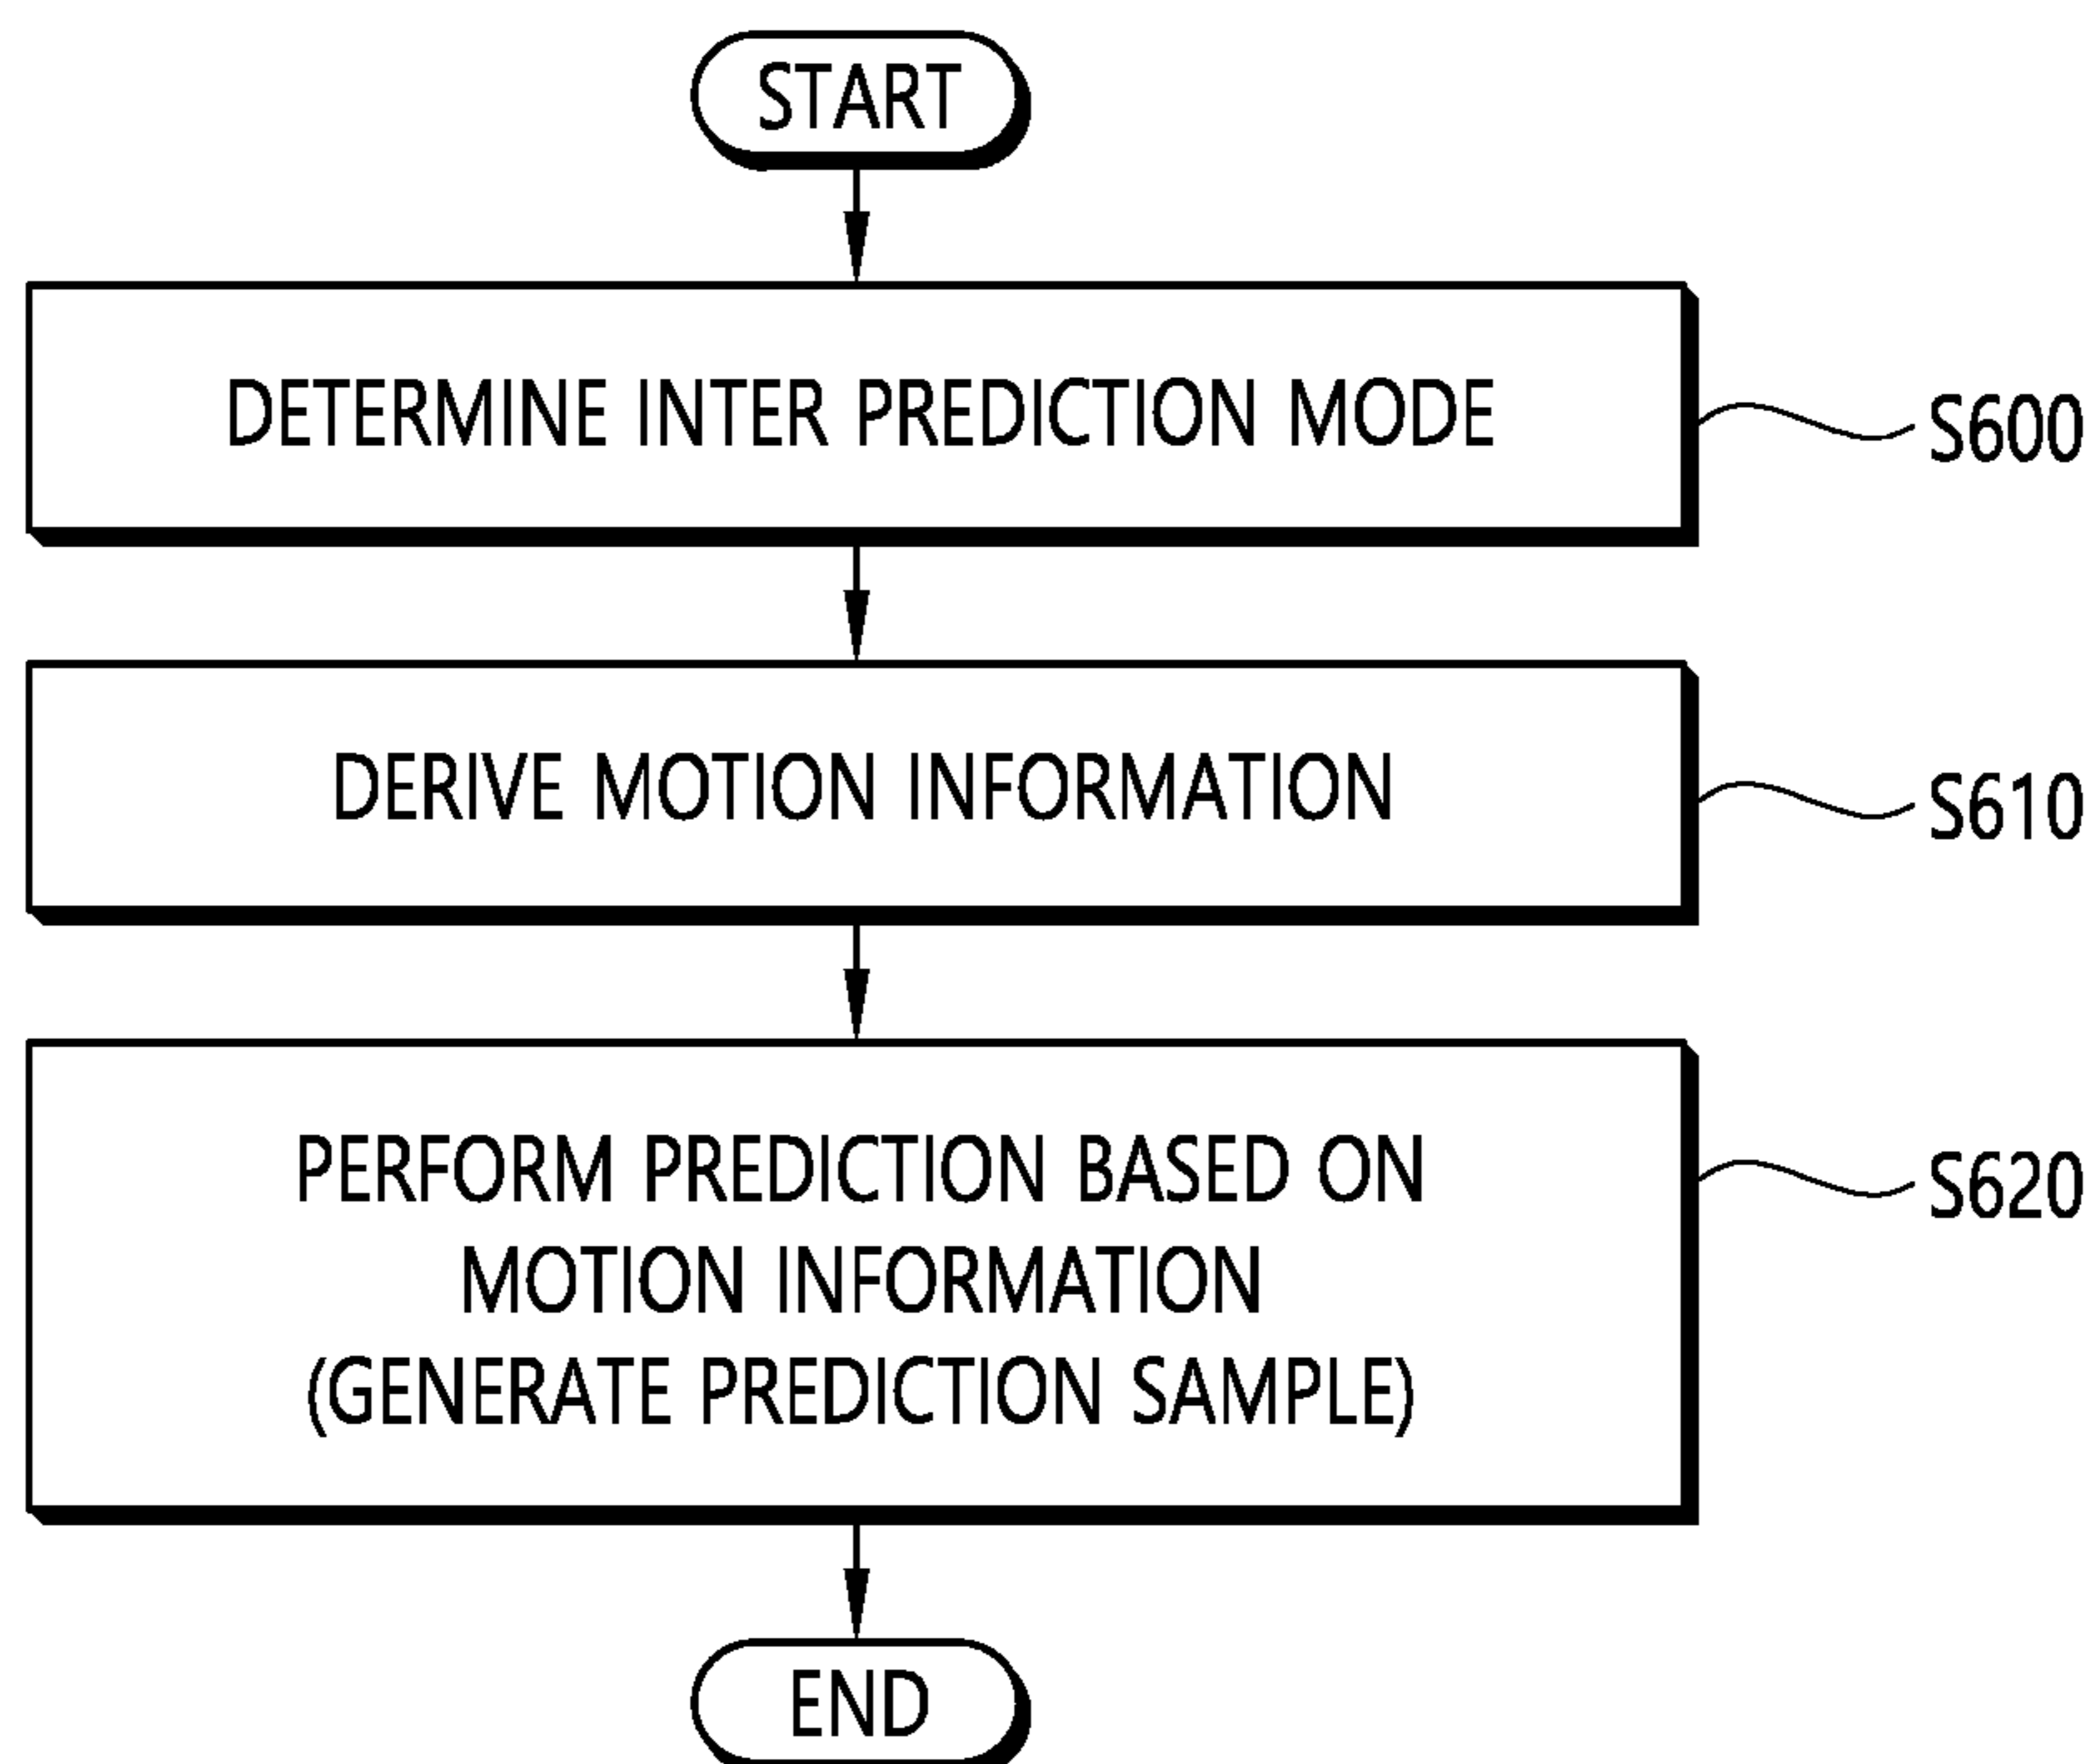 START
DETERMINE INTER PREDICTION MODE
S600
DERIVE MOTION INFORMATION
S610
PERFORM PREDICTION BASED ON
MOTION INFORMATION
(GENERATE PREDICTION SAMPLE)
S620
END